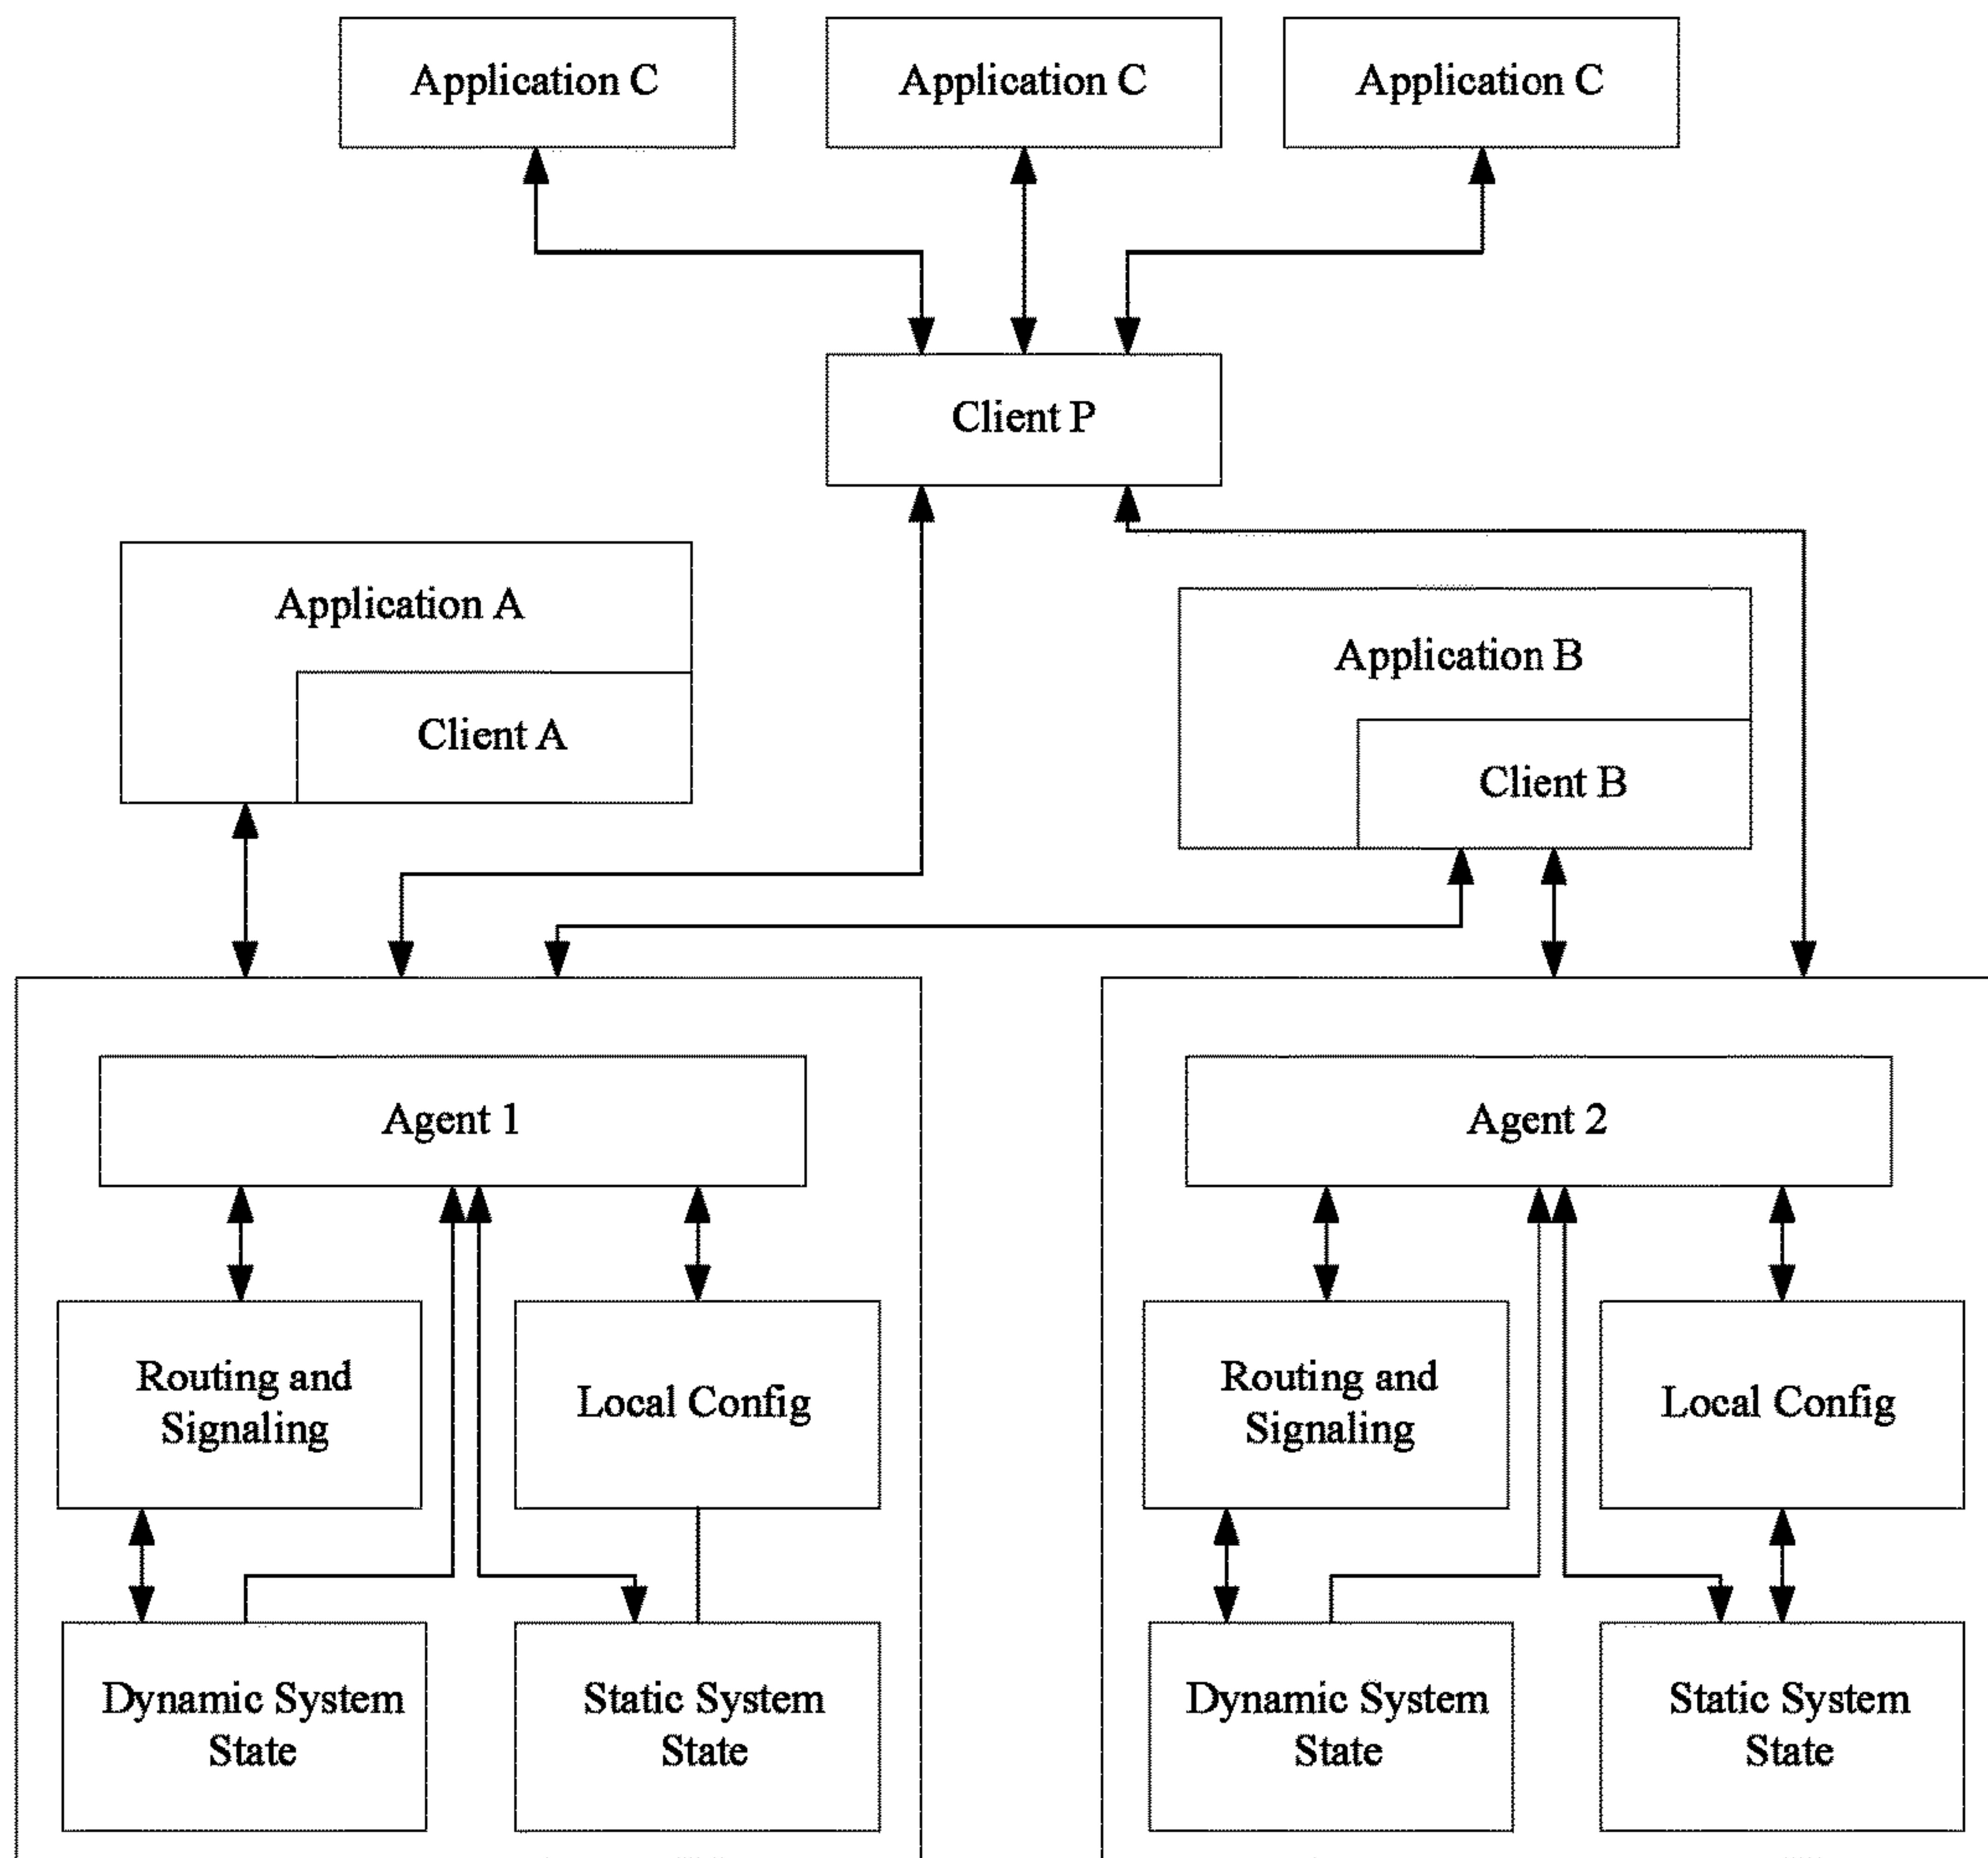 Application C
Application C
Application C
Client P
Application A
Client A
Application B
Client B
Agent 1
Agent 2
Routing and
Signaling
Local Config
Routing and
Signaling
Local Config
Dynamic System
State
Static System
State
Dynamic System
State
Static System
State